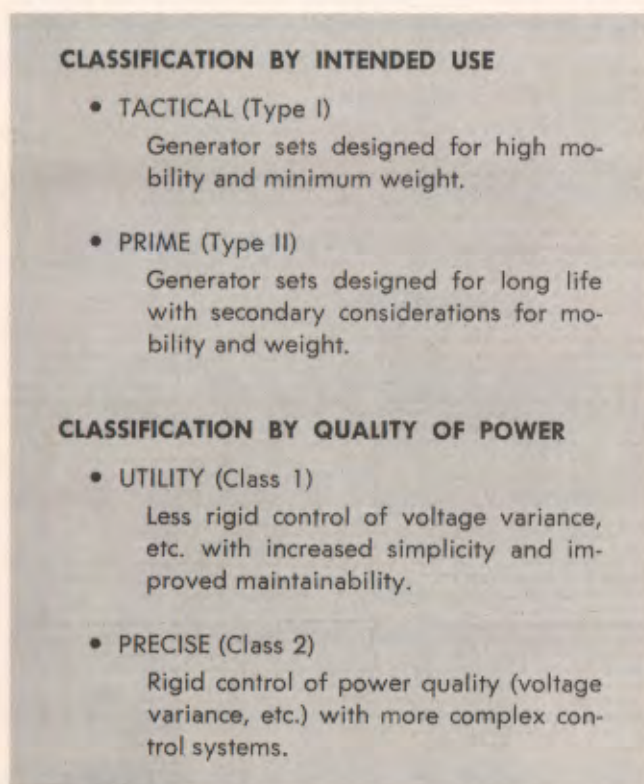 CLASSIFICATION BY INTENDED USE
• TACTICAL (Type I)
Generator sets designed for high mo-
bility and minimum weight.
• PRIME (Type II)
Generator sets designed for long life
with secondary considerations for mo-
bility and weight.
CLASSIFICATION BY QUALITY OF POWER
• UTILITY (Class 1)
Less rigid control of voltage variance,
etc. with increased simplicity and im-
proved maintainability.
• PRECISE (Class 2)
Rigid control of power quality (voltage
variance, etc.) with more complex con-
trol systems.